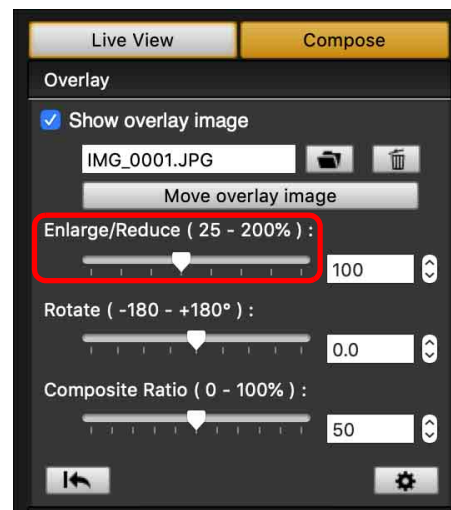 Live View Compose
Overlay
Show overlay image
IMG_0001.JPG
Move overlay image
Enlarge/Reduce ( 25 - 200% ) :
100
Rotate ( -180 - +180° ) :
0.0
Composite Ratio ( 0 - 100% ) :
50